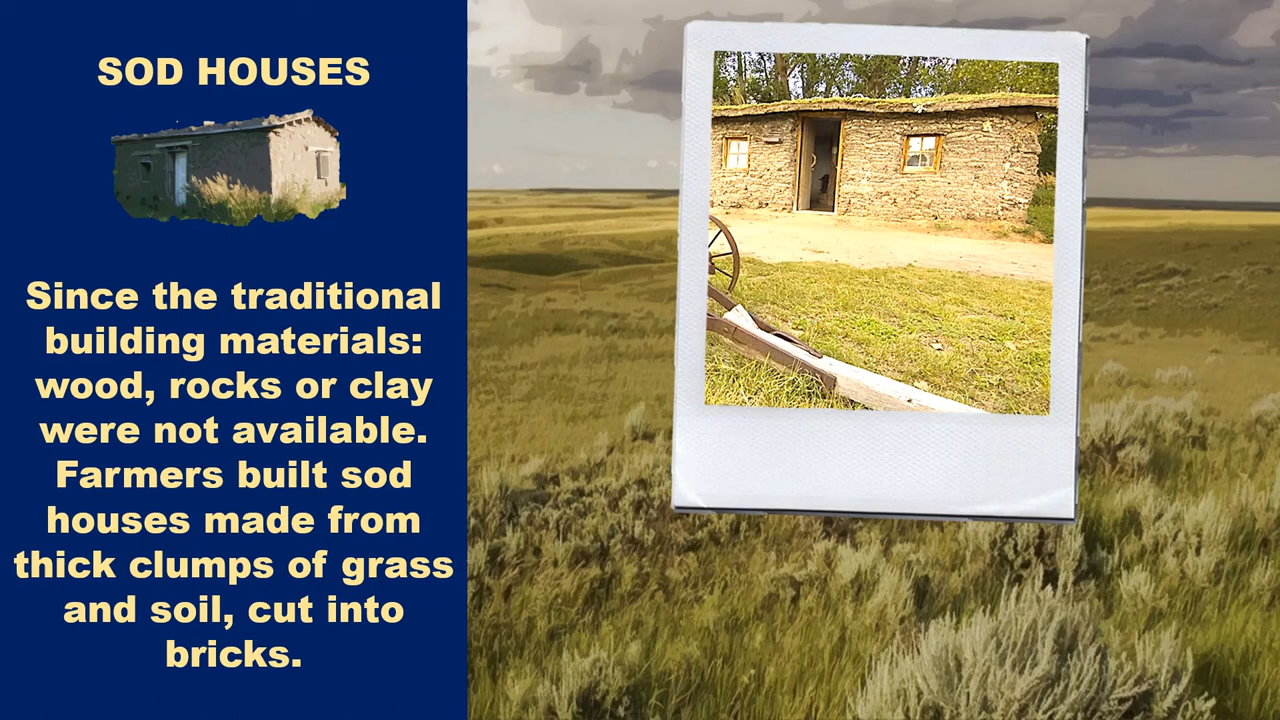 SOD HOUSES
Since the traditional
building materials:
wood, rocks or clay
were not available.
Farmers built sod
houses made from
thick clumps of grass
and soil, cut into
bricks.